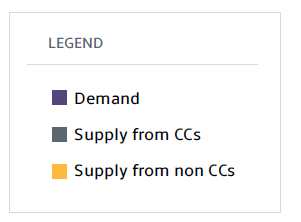 LEGEND
Demand
Supply from CCs
Supply from non CCs